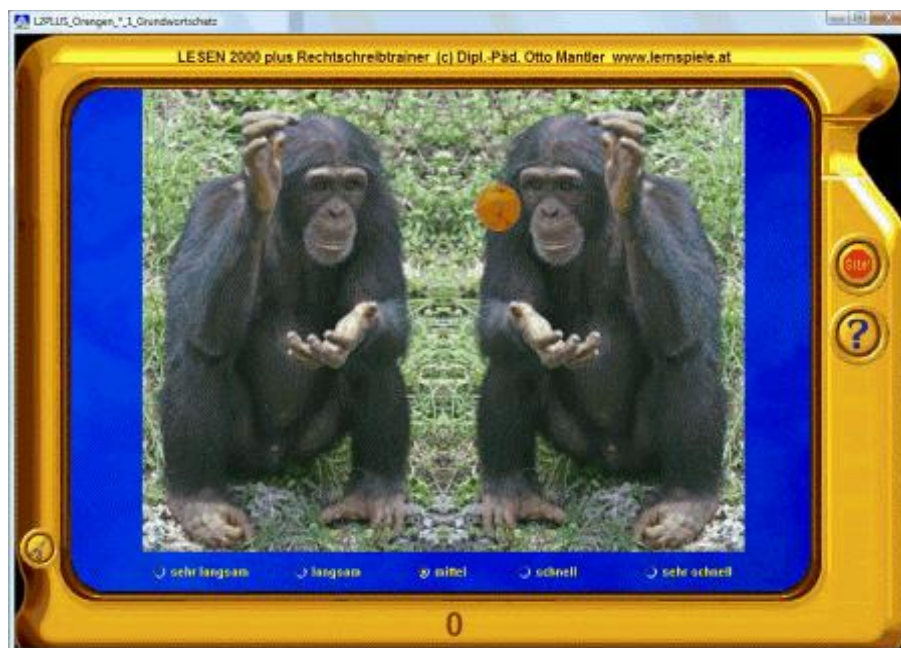 L2PLUS_Orangen_*_1_Grundwortschatz
LESEN 2000 plus Rechtschreibtrainer (c) Dipl.-Päd. Otto Mantler www.lernspiele.at
?
sehr langsam langsam mittel schnell sehr schnell
0